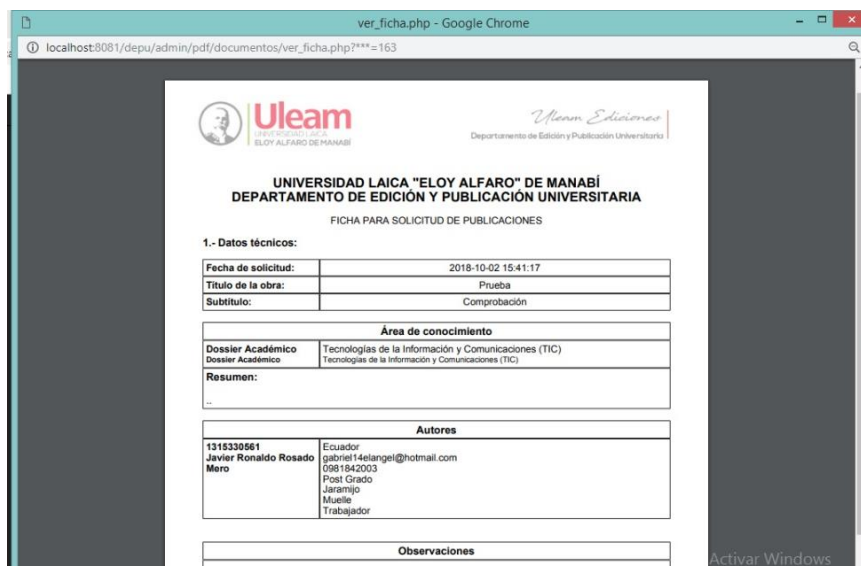 ver_ficha.php - Google Chrome
localhost:8081/depu/admin/pdf/documentos/ver_ficha.php?***=163
Uleam
UNIVERSIDAD LAICA
ELOY ALFARO DE MANABÍ
Uleam Ediciones
Departamento de Edición y Publicación Universitaria
UNIVERSIDAD LAICA "ELOY ALFARO" DE MANABÍ
DEPARTAMENTO DE EDICIÓN Y PUBLICACIÓN UNIVERSITARIA
FICHA PARA SOLICITUD DE PUBLICACIONES
1.- Datos técnicos:
Fecha de solicitud: 2018-10-02 15:41:17
Título de la obra: Prueba
Subtítulo: Comprobación
Área de conocimiento
Dossier Académico Tecnologías de la Información y Comunicaciones (TIC)
Dossier Académico Tecnologías de la Información y Comunicaciones (TIC)
Resumen:
..
Autores
1315330561 Ecuador
Javier Ronaldo Rosado gabriel14elangel@hotmail.com
Mero 0981842003
Post Grado
Jaramijo
Muelle
Trabajador
Observaciones
Activar Windows